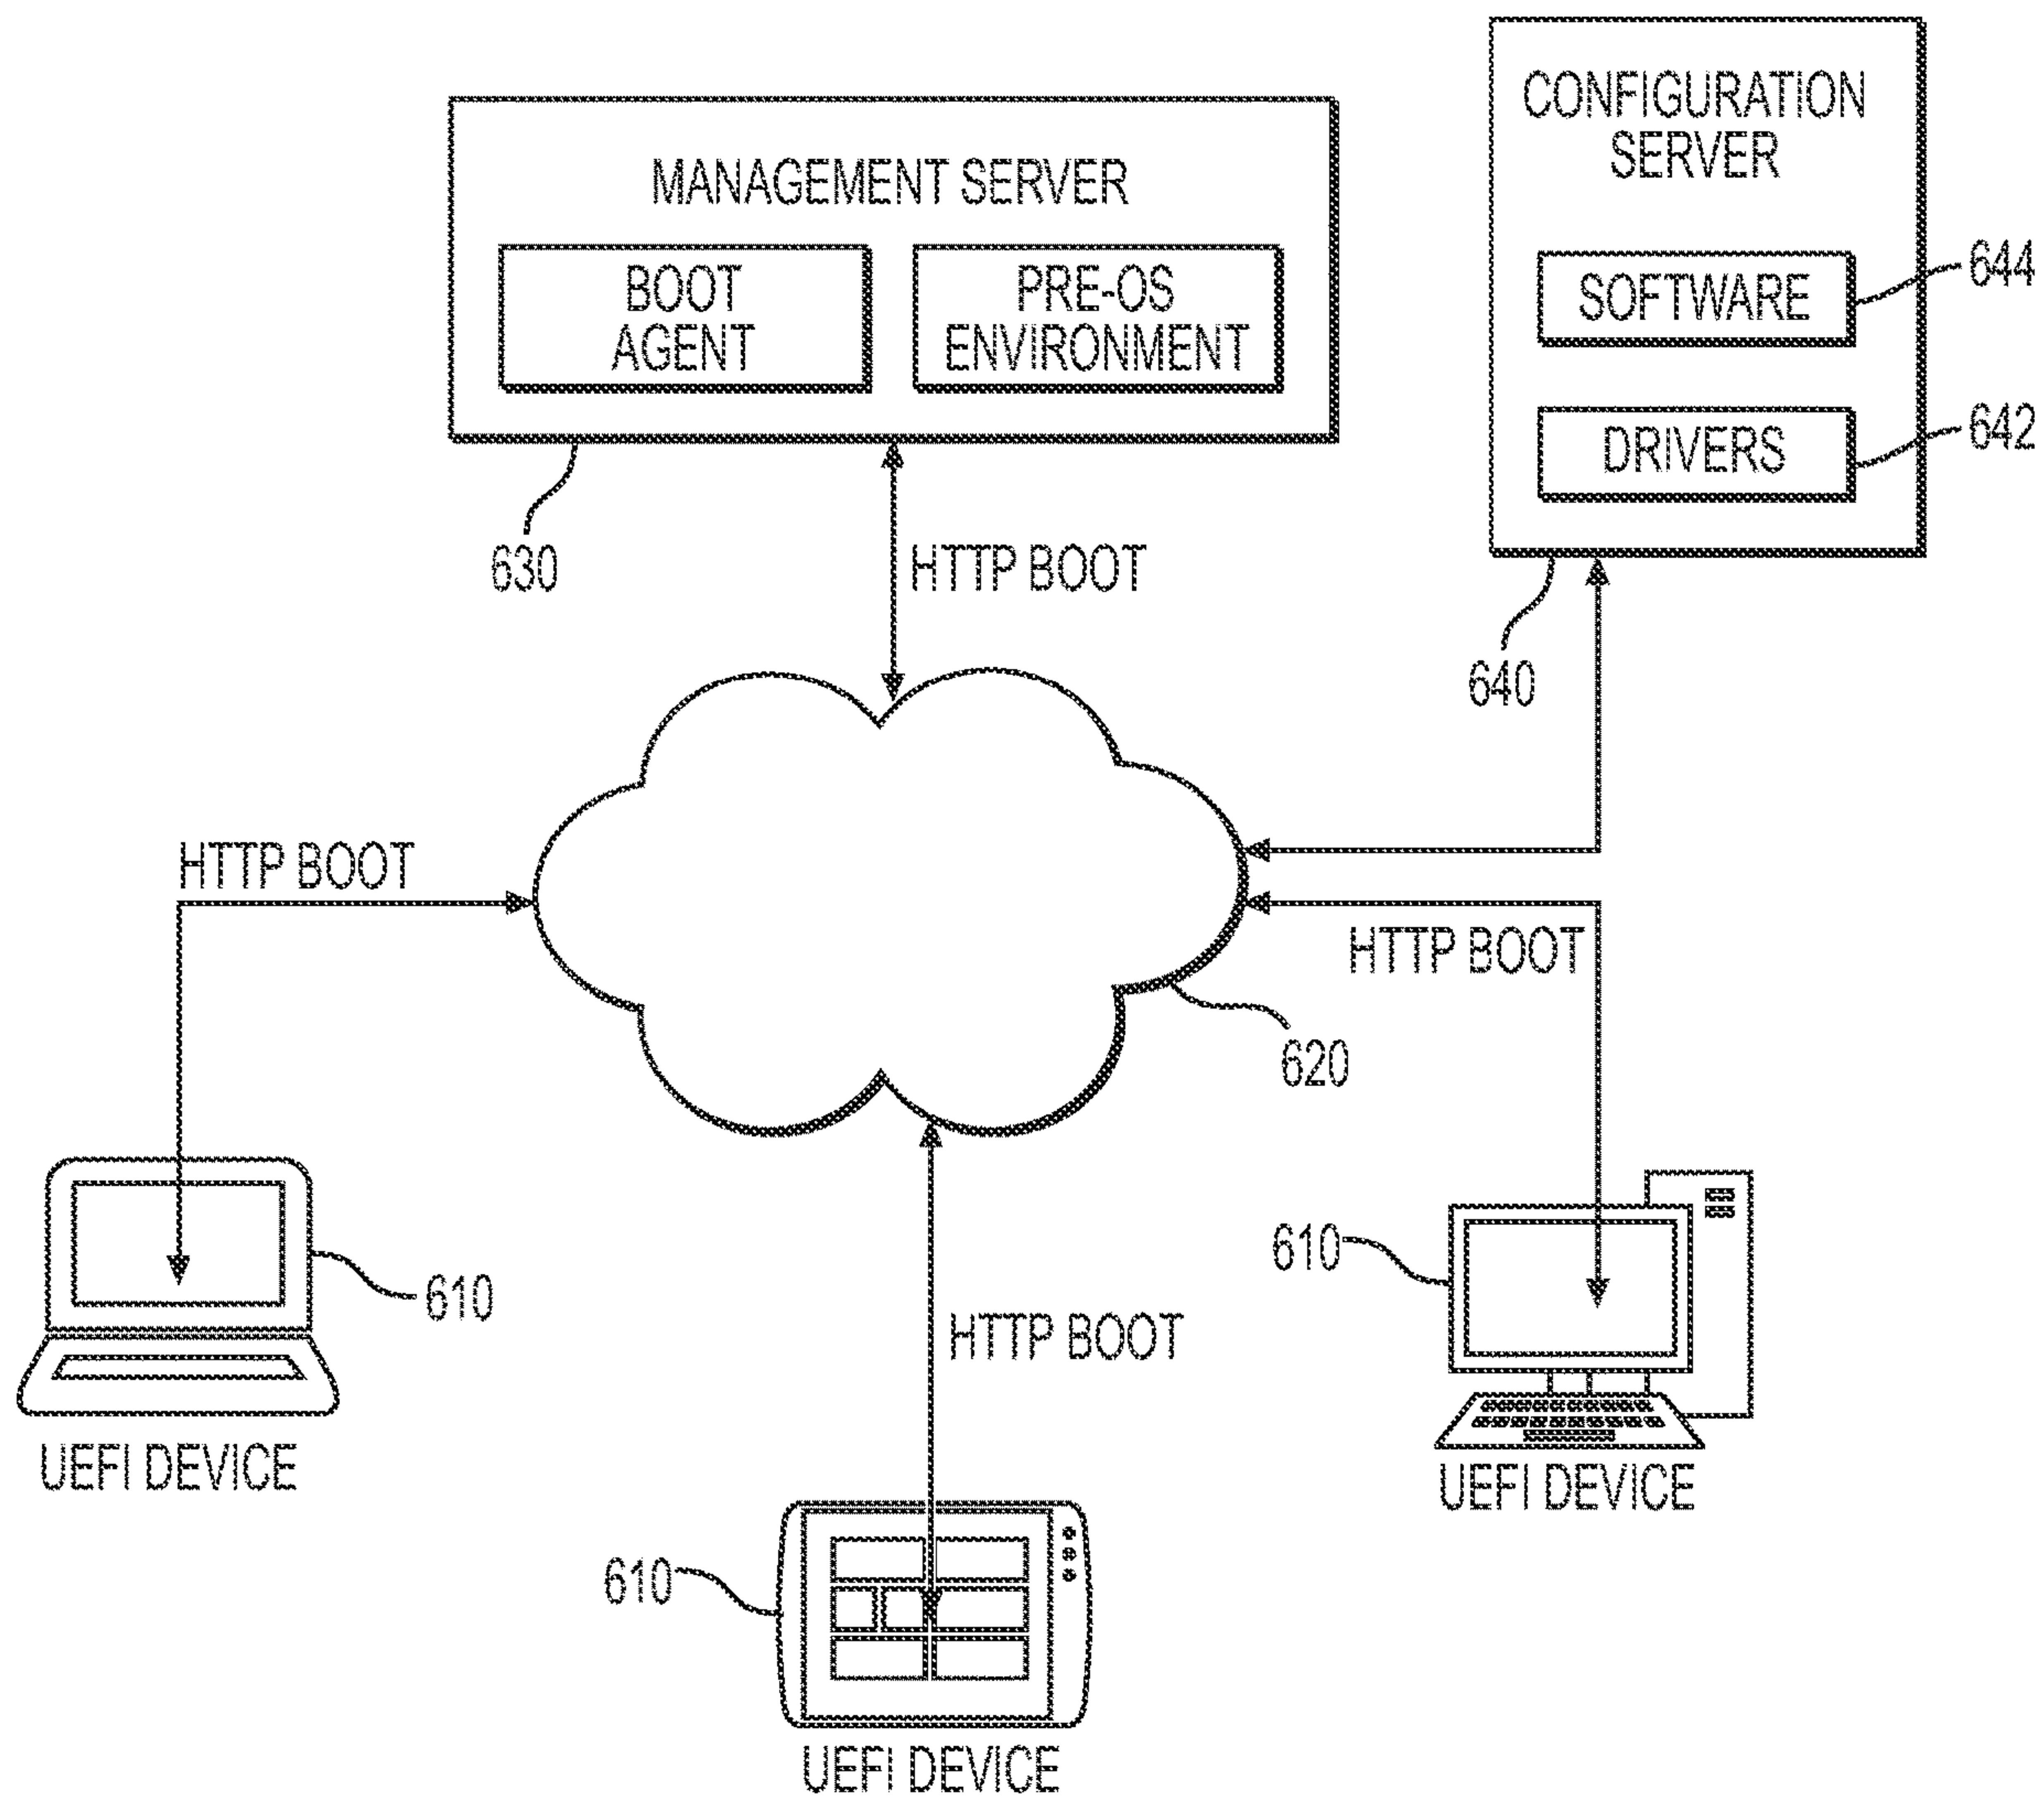 MANAGEMENT SERVER
BOOT
AGENT
PRE-OS
ENVIRONMENT
630
HTTP BOOT
CONFIGURATION
SERVER
SOFTWARE
644
DRIVERS
642
640
HTTP BOOT
HTTP BOOT
620
610
UEFI DEVICE
HTTP BOOT
610
UEFI DEVICE
610
UEFI DEVICE